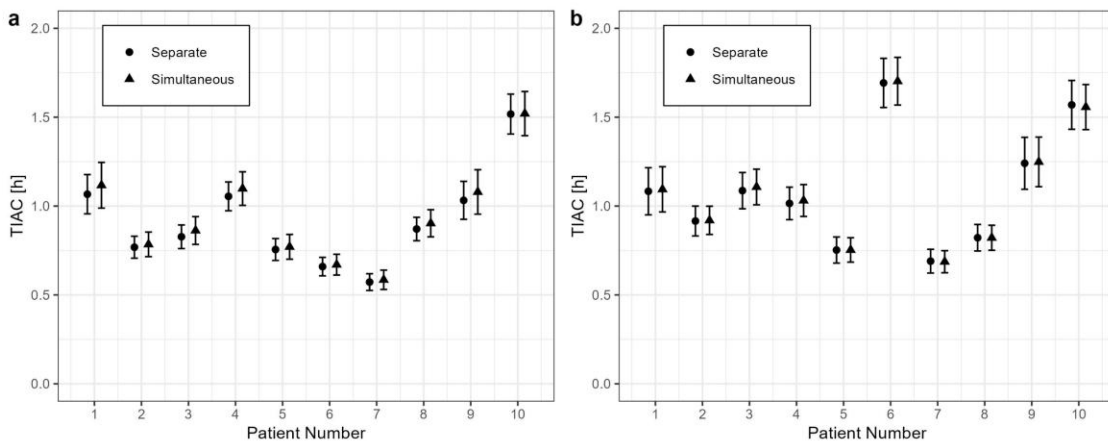 a
Separate
Simultaneous
TIAC [h]
2.0
1.5
1.0
0.5
0.0
1 2 3 4 5 6 7 8 9 10
Patient Number
b
Separate
Simultaneous
TIAC [h]
2.0
1.5
1.0
0.5
0.0
1 2 3 4 5 6 7 8 9 10
Patient Number